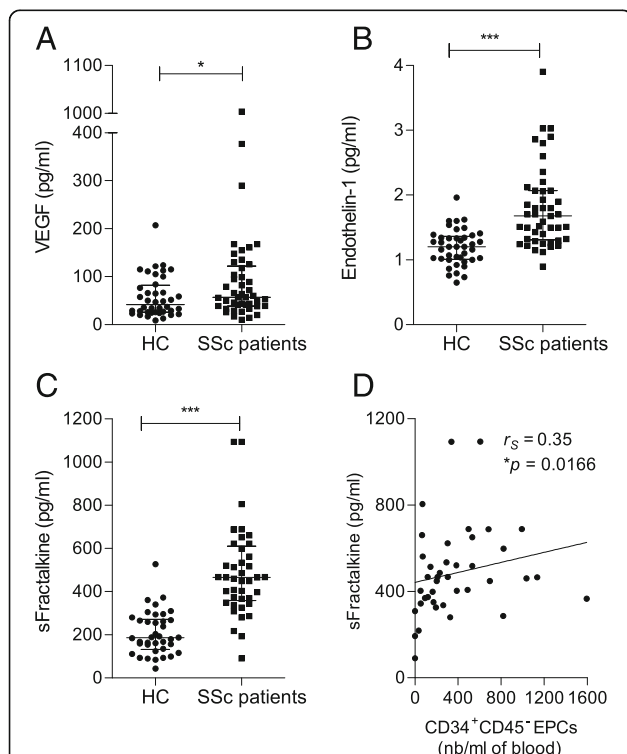 A
VEGF (pg/ml)
1100
1000
400
300
200
100
0
*
HC
SSc patients
B
Endothelin-1 (pg/ml)
4
3
2
1
0
***
HC
SSc patients
C
sFractalkine (pg/ml)
1200
1000
800
600
400
200
0
***
HC
SSc patients
D
sFractalkine (pg/ml)
1200
800
400
0
rS = 0.35
*p = 0.0166
0
400
800
1200
1600
CD34+CD45- EPCs
(nb/ml of blood)